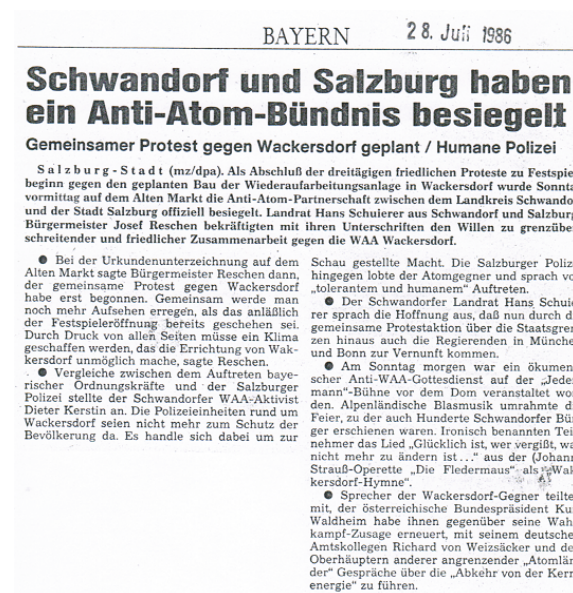 BAYERN
28. Juli 1986
Schwandorf und Salzburg haben
ein Anti-Atom-Bündnis besiegelt
Gemeinsamer Protest gegen Wackersdorf geplant / Humane Polizei
Salzburg-Stadt (mz/dpa). Als Abschluß der dreitägigen friedlichen Proteste zu Festspie
beginn gegen den geplanten Bau der Wiederaufarbeitungsanlage in Wackersdorf wurde Sonnta
vormittag auf dem Alten Markt die Anti-Atom-Partnerschaft zwischen dem Landkreis Schwando
und der Stadt Salzburg offiziell besiegelt. Landrat Hans Schuierer aus Schwandorf und Salzburg
Bürgermeister Josef Reschen bekräftigten mit ihren Unterschriften den Willen zu grenzübe
schreitender und friedlicher Zusammenarbeit gegen die WAA Wackersdorf.
● Bei der Urkundenunterzeichnung auf dem
Alten Markt sagte Bürgermeister Reschen dann,
der gemeinsame Protest gegen Wackersdorf
habe erst begonnen. Gemeinsam werde man
noch mehr Aufsehen erregen, als das anläßlich
der Festspieleröffnung bereits geschehen sei.
Durch Druck von allen Seiten müsse ein Klima
geschaffen werden, das die Errichtung von Wak-
kersdorf unmöglich mache, sagte Reschen.
● Vergleiche zwischen dem Auftreten baye-
rischer Ordnungskräfte und der Salzburger
Polizei stellte der Schwandorfer WAA-Aktivist
Dieter Kerstin an. Die Polizeieinheiten rund um
Wackersdorf seien nicht mehr zum Schutz der
Bevölkerung da. Es handle sich dabei um zur
Schau gestellte Macht. Die Salzburger Polize
hingegen lobte der Atomgegner und sprach vo
„tolerantem und humanem" Auftreten.
● Der Schwandorfer Landrat Hans Schuie
rer sprach die Hoffnung aus, daß nun durch d
gemeinsame Protestaktion über die Staatsgren
zen hinaus auch die Regierenden in Münche
und Bonn zur Vernunft kommen.
● Am Sonntag morgen war ein ökumen
scher Anti-WAA-Gottesdienst auf der „Jeder
mann"-Bühne vor dem Dom veranstaltet wo
den. Alpenländische Blasmusik umrahmte d
Feier, zu der auch Hunderte Schwandorfer Bür
ger erschienen waren. Ironisch benannten Tei
nehmer das Lied „Glücklich ist, wer vergißt, wa
nicht mehr zu ändern ist ..." aus der (Johann
Strauß-Operette „Die Fledermaus" als „Wak
kersdorf-Hymne".
● Sprecher der Wackersdorf-Gegner teilte
mit, der österreichische Bundespräsident Ku
Waldheim habe ihnen gegenüber seine Wah
kampf-Zusage erneuert, mit seinem deutsche
Amtskollegen Richard von Weizsäcker und de
Oberhäuptern anderer angrenzender „Atomlän
der" Gespräche über die „Abkehr von der Kern
energie" zu führen.